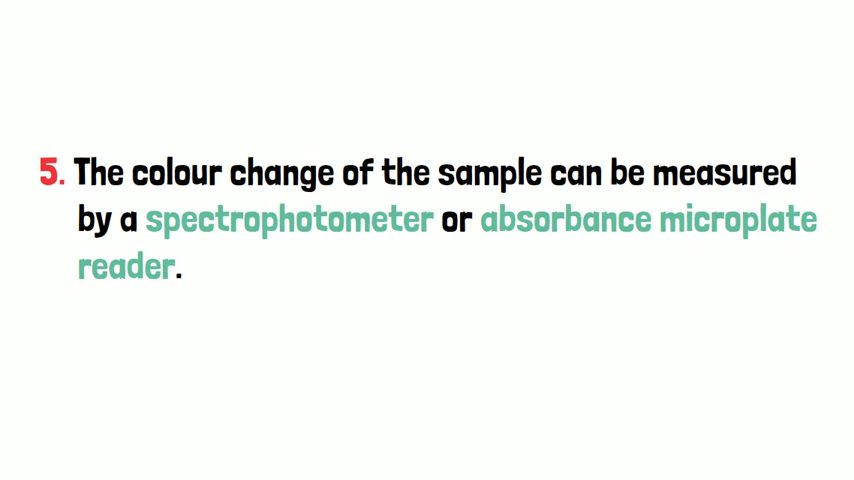 5. The colour change of the sample can be measured
by a spectrophotometer or absorbance microplate
reader.